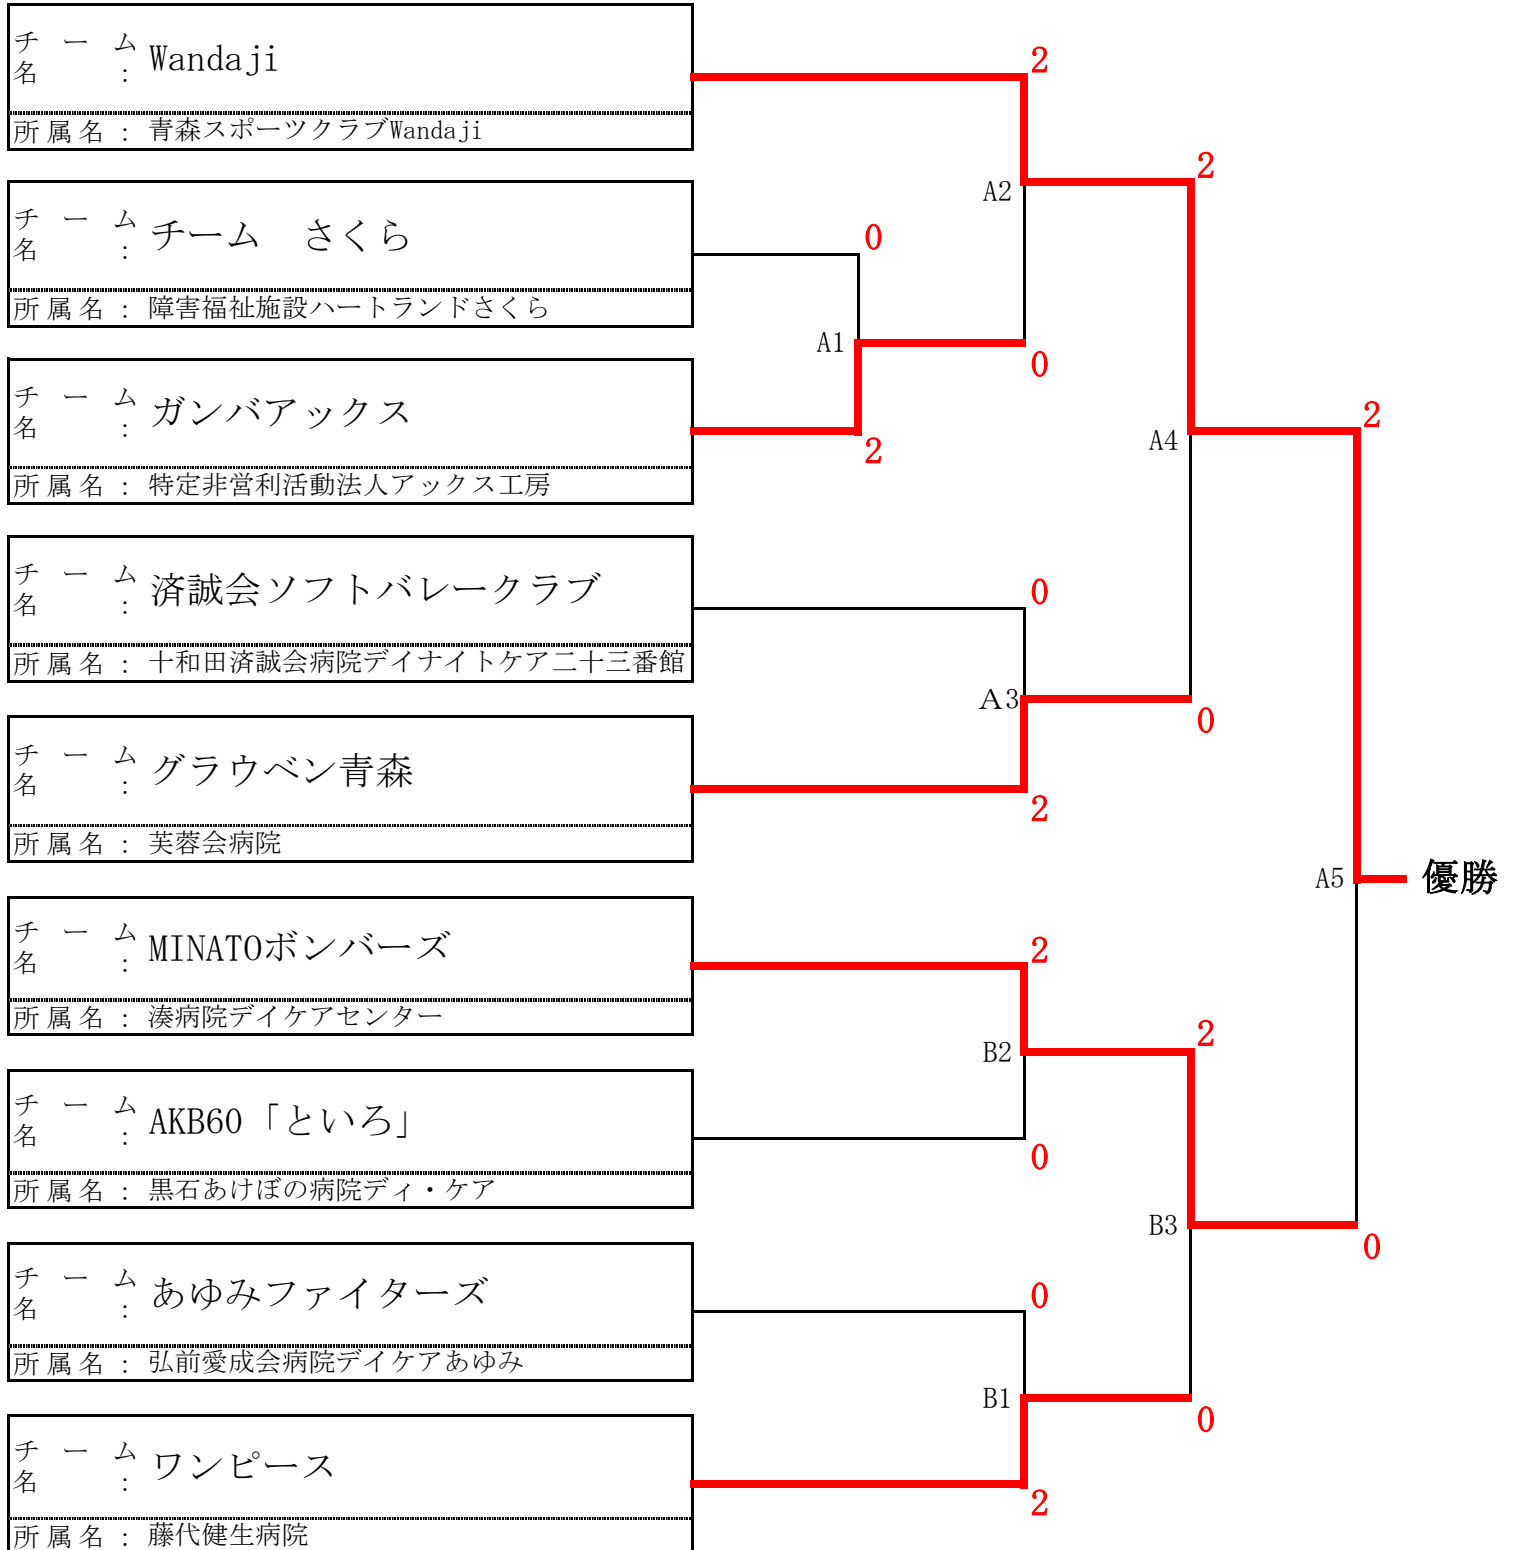 チーム名： Wandaji
所属名： 青森スポーツクラブWandaji
2
チーム名： チーム　さくら
所属名： 障害福祉施設ハートランドさくら
A2
2
0
A1
0
チーム名： ガンバアックス
所属名： 特定非営利活動法人アックス工房
2
A4
2
チーム名： 済誠会ソフトバレークラブ
所属名： 十和田済誠会病院デイナイトケア二十三番館
0
A3
0
チーム名： グラウベン青森
所属名： 芙蓉会病院
2
A5
優勝
チーム名： MINATOボンバーズ
所属名： 湊病院デイケアセンター
2
B2
2
チーム名： AKB60「といろ」
所属名： 黒石あけぼの病院ディ・ケア
0
B3
0
チーム名： あゆみファイターズ
所属名： 弘前愛成会病院デイケアあゆみ
0
B1
0
チーム名： ワンピース
所属名： 藤代健生病院
2